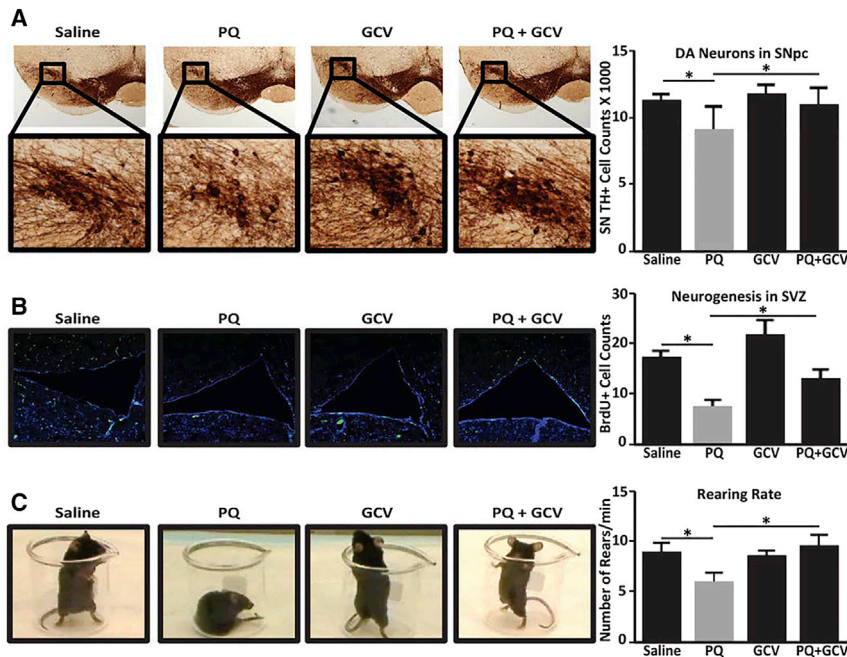 A
Saline PQ GCV PQ + GCV
DA Neurons in SNpc
SN TH+ Cell Counts X 1000
15
10
5
0
* *
Saline PQ GCV PQ+GCV
B
Saline PQ GCV PQ + GCV
Neurogenesis in SVZ
BrdU+ Cell Counts
30
20
10
0
* *
Saline PQ GCV PQ+GCV
C
Saline PQ GCV PQ + GCV
Rearing Rate
Number of Rears/min
15
10
5
0
* *
Saline PQ GCV PQ+GCV